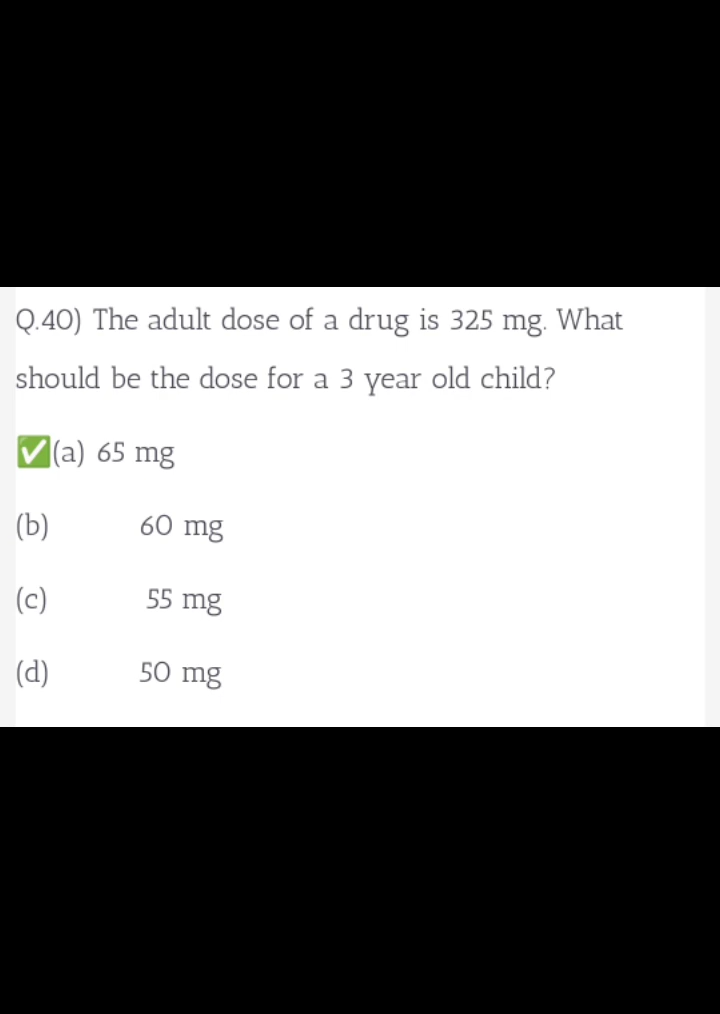 Q.40) The adult dose of a drug is 325 mg. What
should be the dose for a 3 year old child?
✅(a) 65 mg
(b) 60 mg
(c) 55 mg
(d) 50 mg